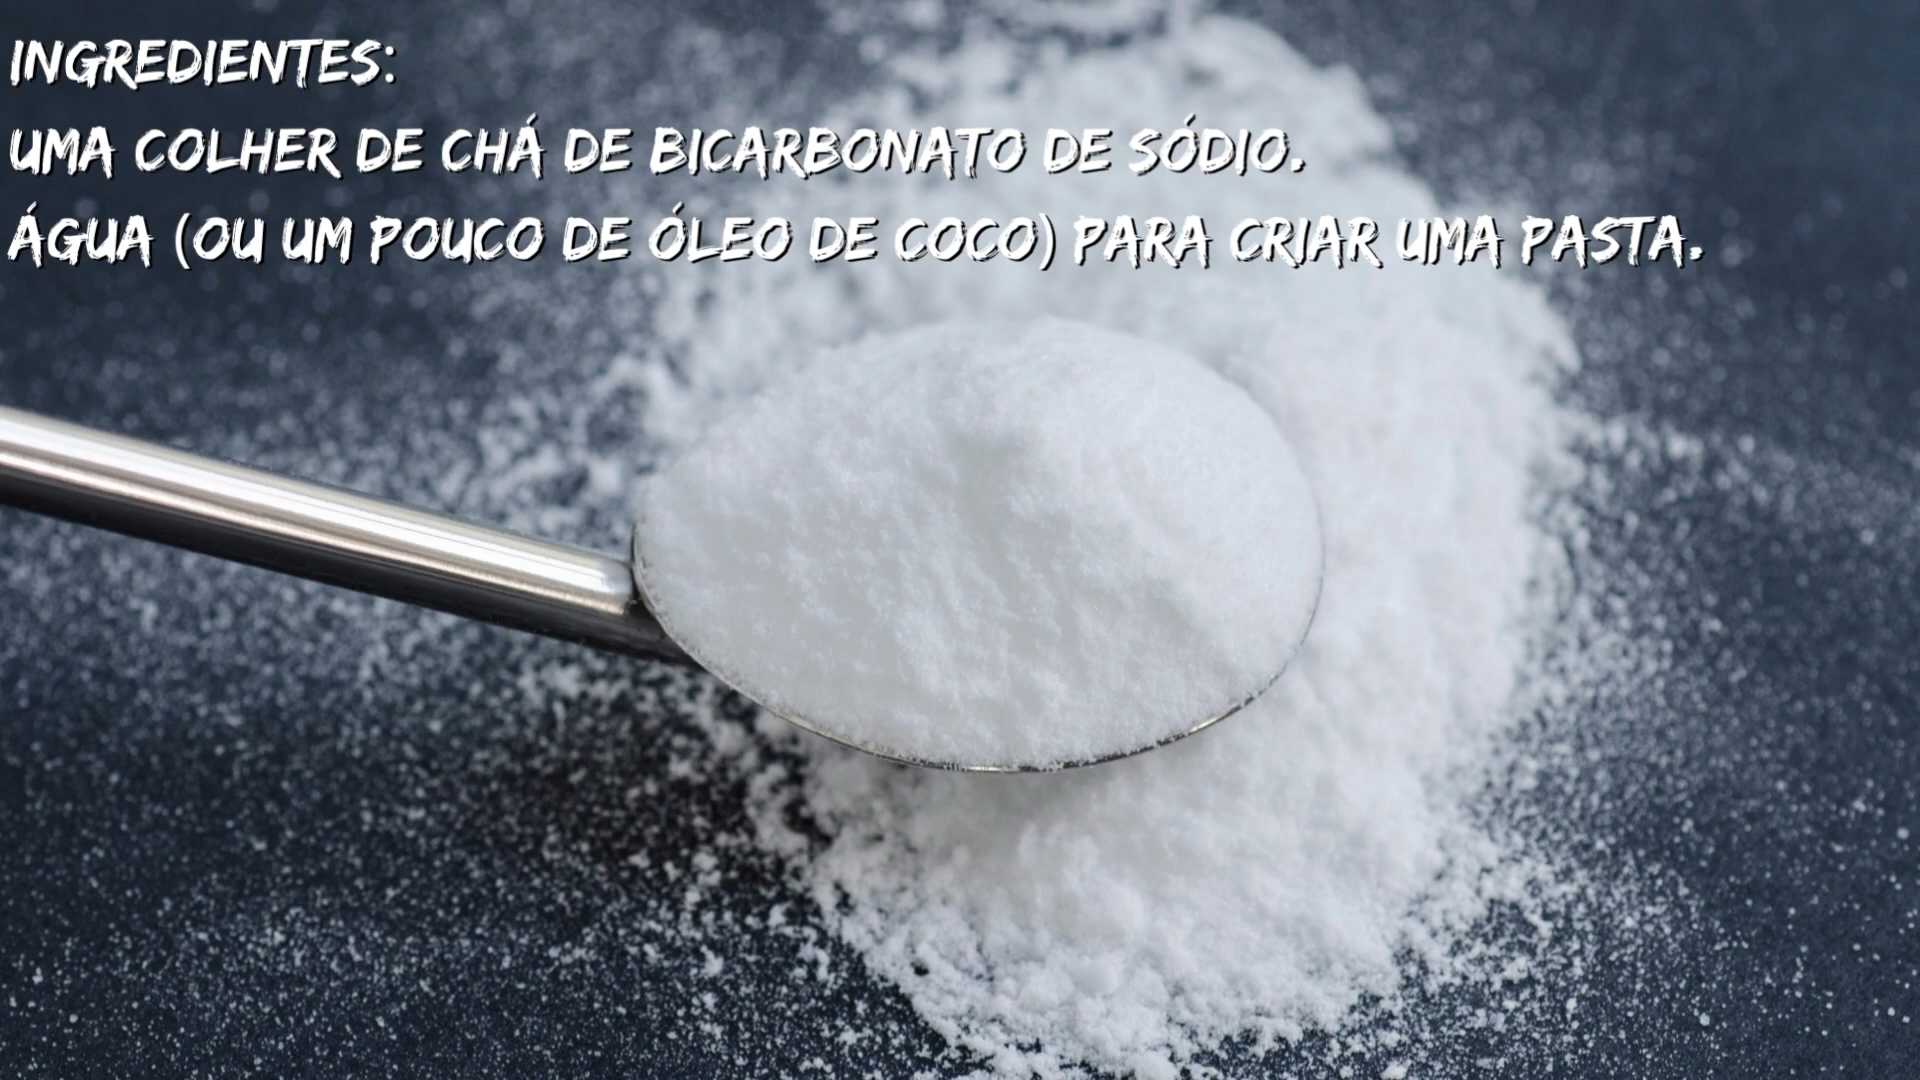 INGREDIENTES:
UMA COLHER DE CHÁ DE BICARBONATO DE SÓDIO.
ÁGUA (OU UM POUCO DE ÓLEO DE COCO) PARA CRIAR UMA PASTA.